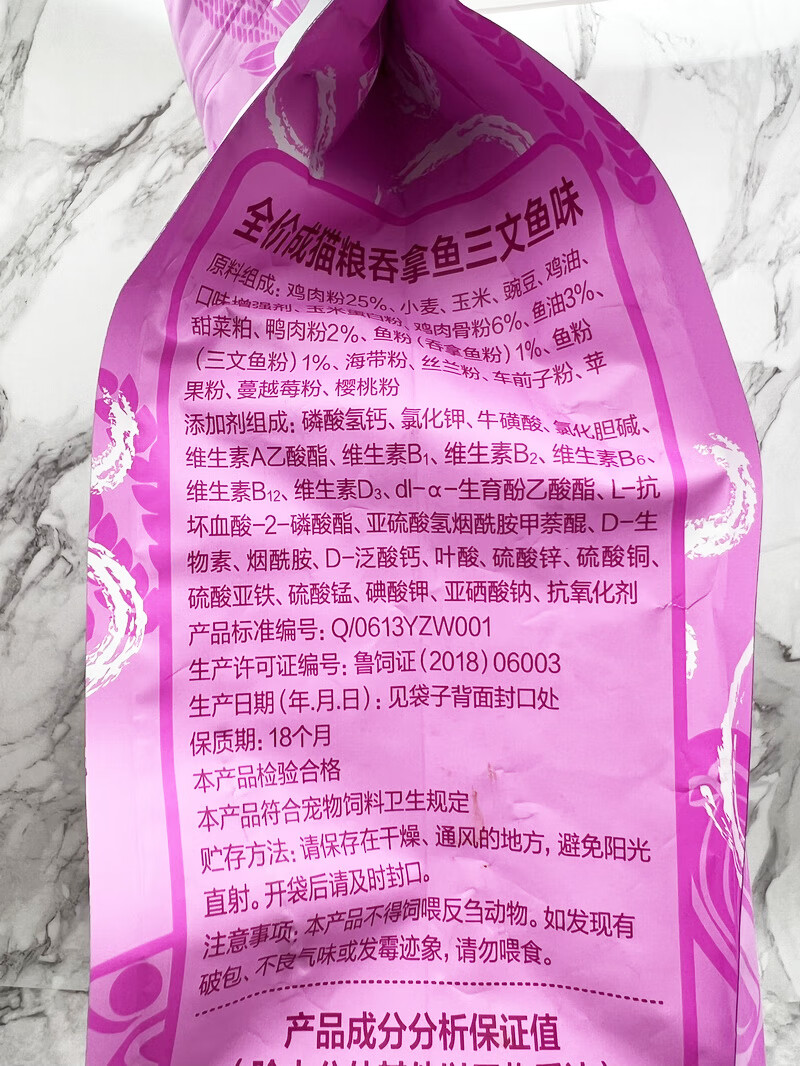 全价成猫粮吞拿鱼三文鱼味
原料组成：鸡肉粉25%、小麦、玉米、豌豆、鸡油、
口味增强剂、玉米蛋白粉、鸡肉骨粉6%、鱼油3%、
甜菜粕、鸭肉粉2%、鱼粉（吞拿鱼粉）1%、鱼粉
（三文鱼粉）1%、海带粉、丝兰粉、车前子粉、苹
果粉、蔓越莓粉、樱桃粉
添加剂组成：磷酸氢钙、氯化钾、牛磺酸、氯化胆碱、
维生素A乙酸酯、维生素B₁、维生素B₂、维生素B₆、
维生素B₁₂、维生素D₃、dl-α-生育酚乙酸酯、L-抗
坏血酸-2-磷酸酯、亚硫酸氢烟酰胺甲萘醌、D-生
物素、烟酰胺、D-泛酸钙、叶酸、硫酸锌、硫酸铜、
硫酸亚铁、硫酸锰、碘酸钾、亚硒酸钠、抗氧化剂
产品标准编号：Q/0613YZW001
生产许可证编号：鲁饲证（2018）06003
生产日期（年.月.日）：见袋子背面封口处
保质期：18个月
本产品检验合格
本产品符合宠物饲料卫生规定
贮存方法：请保存在干燥、通风的地方，避免阳光
直射。开袋后请及时封口。
注意事项：本产品不得饲喂反刍动物。如发现有
破包、不良气味或发霉迹象，请勿喂食。
产品成分分析保证值